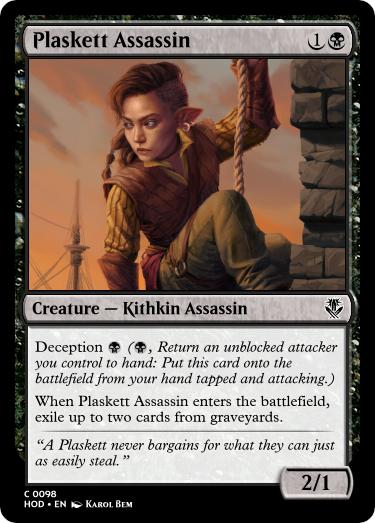 Plaskett Assassin 1
Creature — Kithkin Assassin
Deception (, Return an unblocked attacker
you control to hand: Put this card onto the
battlefield from your hand tapped and attacking.)
When Plaskett Assassin enters the battlefield,
exile up to two cards from graveyards.
“A Plaskett never bargains for what they can just
as easily steal.”
2/1
C 0098
HOD • EN Karol Bem